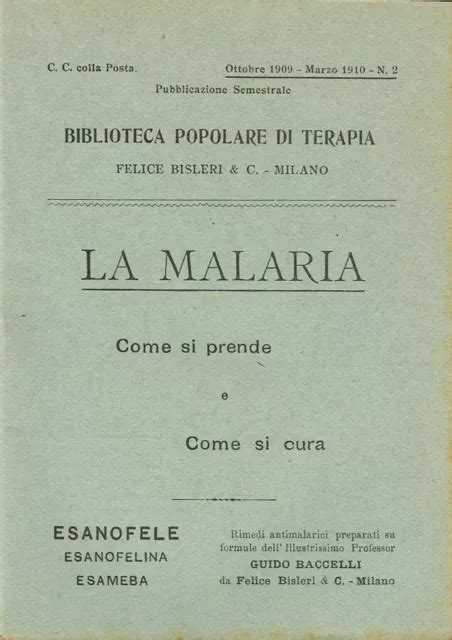 C. C. colla Posta.
Ottobre 1909 - Marzo 1910 - N. 2
Pubblicazione Semestrale
BIBLIOTECA POPOLARE DI TERAPIA
FELICE BISLERI & C. - MILANO
LA MALARIA
Come si prende
e
Come si cura
ESANOFELE
ESANOFELINA
ESAMEBA
Rimedi antimalarici preparati su
formule dell' Illustrissimo Professor
GUIDO BACCELLI
da Felice Bisleri & C. - Milano